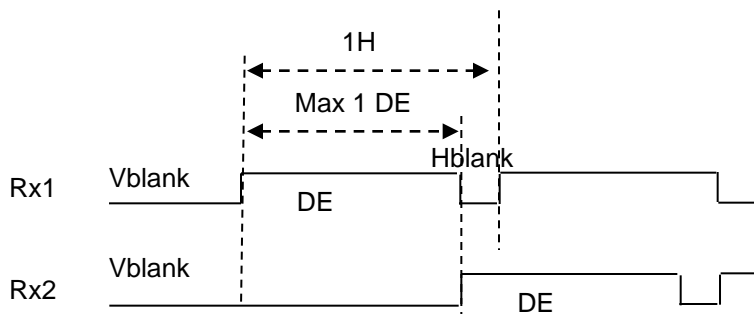 1H
Max 1 DE
Hblank
Rx1 Vblank
DE
Vblank
Rx2
DE